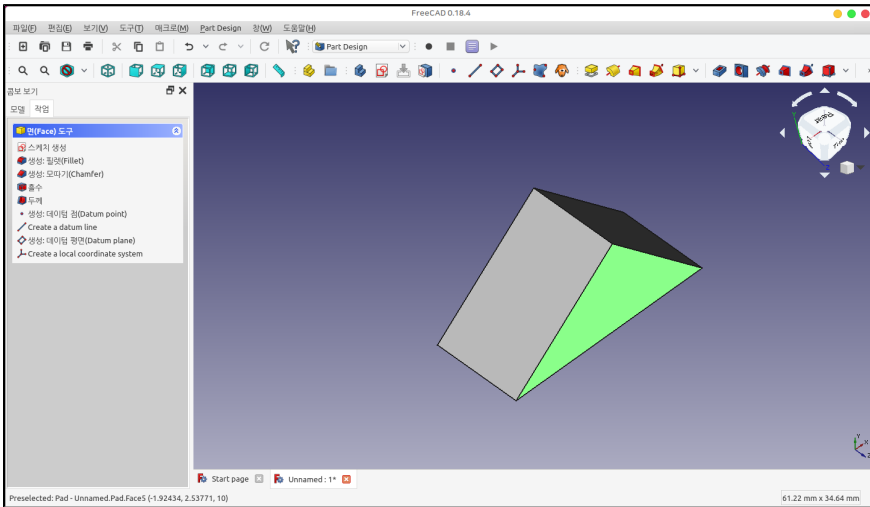 FreeCAD 0.18.4
파일(F) 편집(E) 보기(V) 도구(T) 매크로(M) Part Design 창(W) 도움말(H)
Part Design
콤보 보기
모델 작업
면(Face) 도구
스케치 생성
생성: 필렛(Fillet)
생성: 모따기(Chamfer)
흘수
두께
생성: 데이텀 점(Datum point)
Create a datum line
생성: 데이텀 평면(Datum plane)
Create a local coordinate system
Rear
Y
Z
Y
X
Z
Start page Unnamed : 1*
Preselected: Pad - Unnamed.Pad.Face5 (-1.92434, 2.53771, 10) 61.22 mm x 34.64 mm